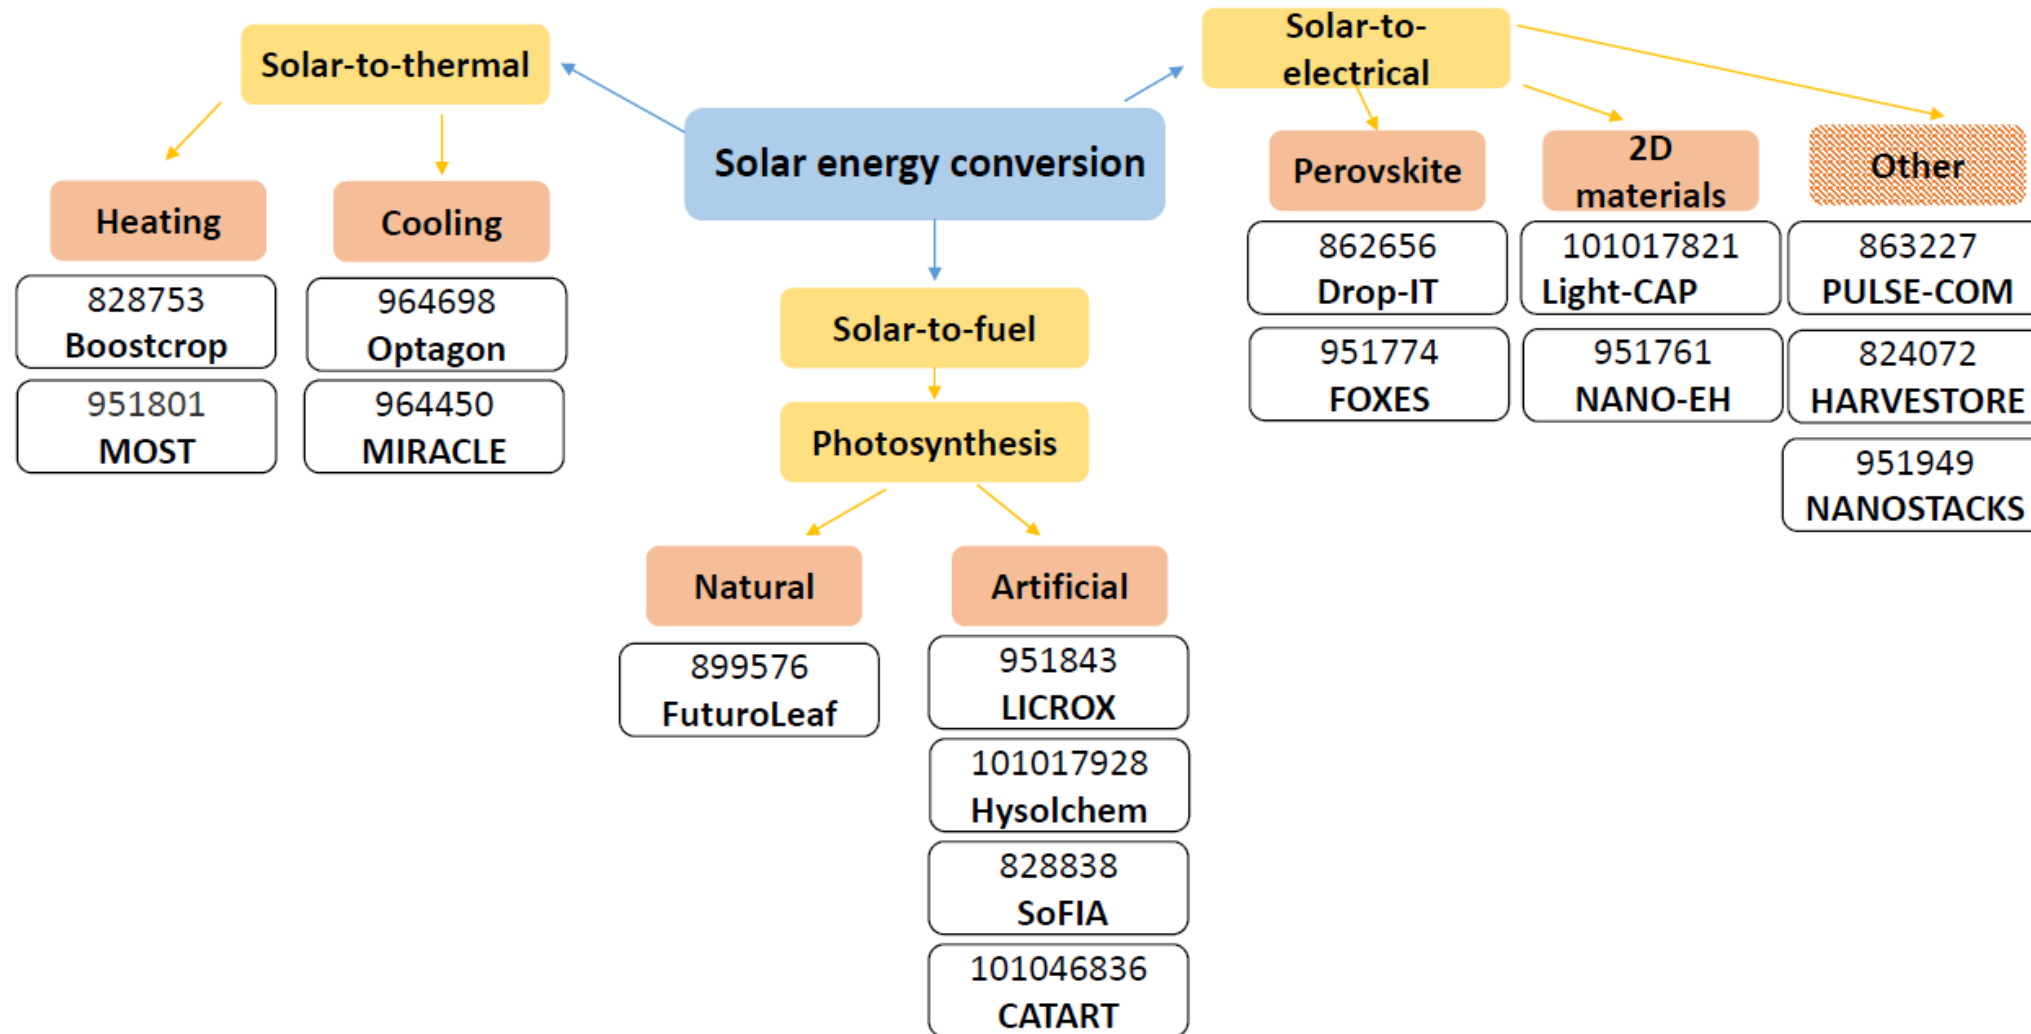 Solar-to-thermal
Heating
828753
Boostcrop
951801
MOST
Cooling
964698
Optagon
964450
MIRACLE
Solar energy conversion
Solar-to-fuel
Photosynthesis
Natural
899576
FuturoLeaf
Artificial
951843
LICROX
101017928
Hysolchem
828838
SoFIA
101046836
CATART
Solar-to-
electrical
Perovskite
862656
Drop-IT
951774
FOXES
2D
materials
101017821
Light-CAP
951761
NANO-EH
Other
863227
PULSE-COM
824072
HARVESTORE
951949
NANOSTACKS